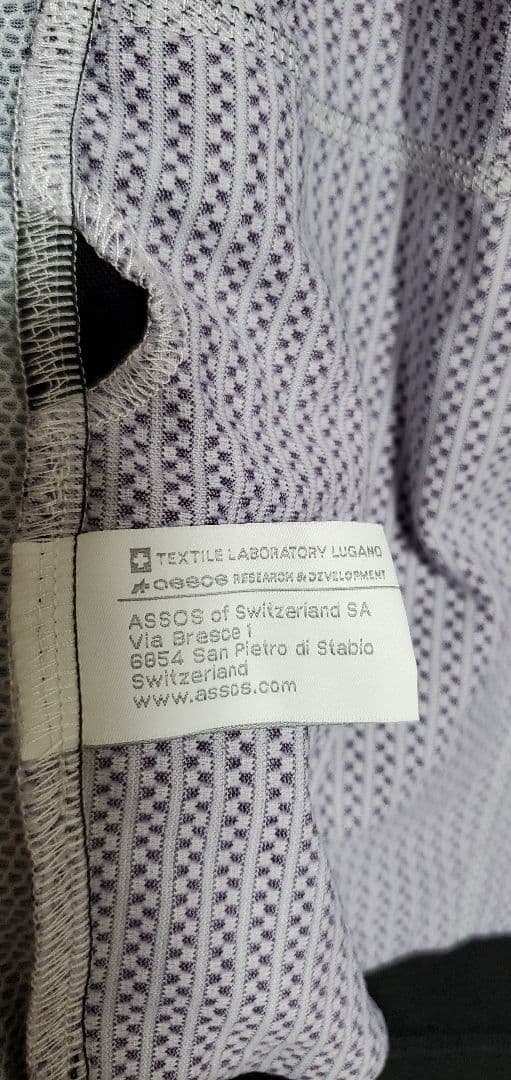 TEXTILE LABORATORY LUGANO
assos RESEARCH & DEVELOPMENT
ASSOS of Switzerland SA
Via Bresce 1
6854 San Pietro di Stabio
Switzerland
www.assos.com